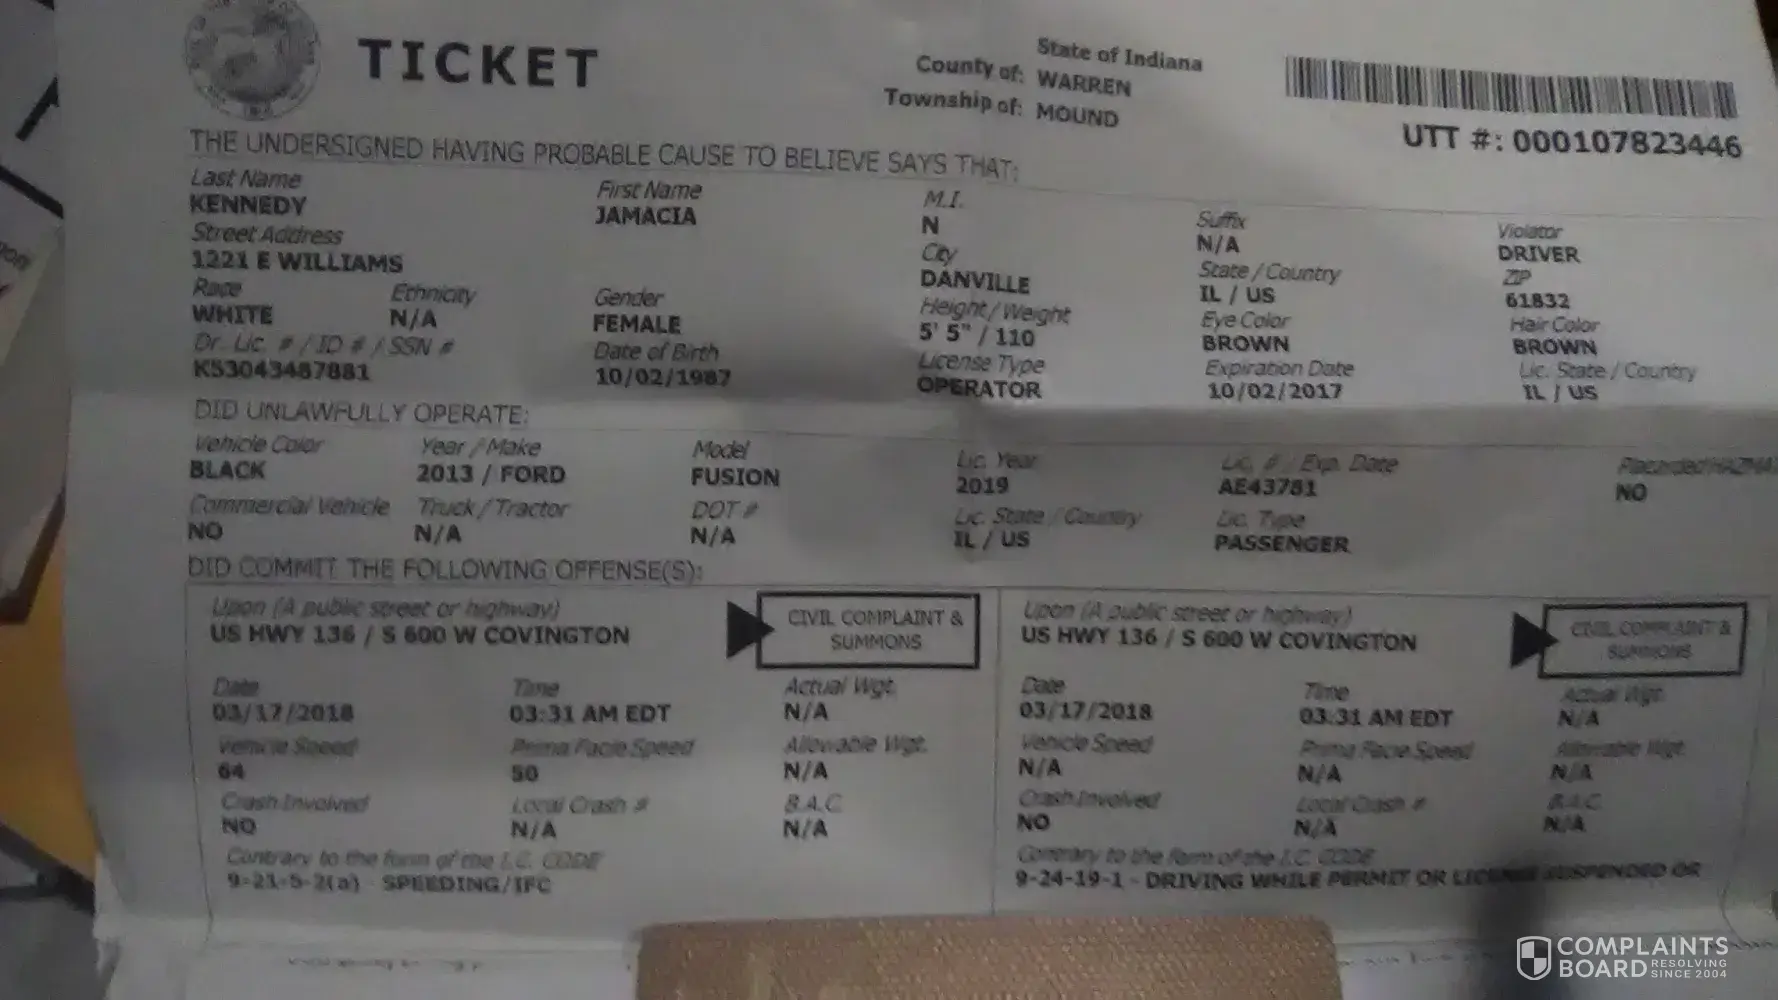 TICKET
State of Indiana
County of: WARREN
Township of: MOUND
UTT #: 000107823446
THE UNDERSIGNED HAVING PROBABLE CAUSE TO BELIEVE SAYS THAT:
Last Name First Name M.I. Suffix Violator
KENNEDY JAMACIA N N/A DRIVER
Street Address City State / Country ZIP
1221 E WILLIAMS DANVILLE IL / US 61832
Race Ethnicity Gender Height / Weight Eye Color Hair Color
WHITE N/A FEMALE 5' 5" / 110 BROWN BROWN
Dr. Lic. # / ID # / SSN # Date of Birth License Type Expiration Date Lic. State / Country
K53043487881 10/02/1987 OPERATOR 10/02/2017 IL / US
DID UNLAWFULLY OPERATE:
Vehicle Color Year / Make Model Lic. Year Lic. # / Exp. Date
BLACK 2013 / FORD FUSION 2019 AE43781 NO
Commercial Vehicle Truck / Tractor DOT # Lic. State / Country Lic. Type
NO N/A N/A IL / US PASSENGER
DID COMMIT THE FOLLOWING OFFENSE(S):
Upon (A public street or highway)
US HWY 136 / S 600 W COVINGTON
CIVIL COMPLAINT &
SUMMONS
Date Time Actual Wgt.
03/17/2018 03:31 AM EDT N/A
Vehicle Speed Prima Facie Speed Allowable Wgt.
64 50 N/A
Crash Involved Local Crash # B.A.C.
NO N/A N/A
Contrary to the form of the I.C. CODE
9-21-5-2(a) - SPEEDING/IFC
Upon (A public street or highway)
US HWY 136 / S 600 W COVINGTON
CIVIL COMPLAINT &
SUMMONS
Date Time Actual Wgt.
03/17/2018 03:31 AM EDT N/A
Vehicle Speed Prima Facie Speed Allowable Wgt.
N/A N/A N/A
Crash Involved Local Crash # B.A.C.
NO N/A N/A
Contrary to the form of the I.C. CODE
9-24-19-1 - DRIVING WHILE PERMIT OR LICENSE SUSPENDED OR
COMPLAINTS
BOARD RESOLVING
SINCE 2004